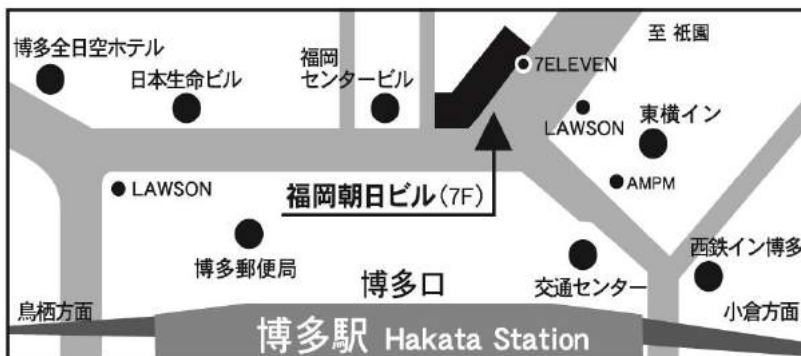 至 祇園
博多全日空ホテル
日本生命ビル
福岡
センタービル
7ELEVEN
LAWSON
東横イン
AMPM
LAWSON
福岡朝日ビル(7F)
博多郵便局
博多口
交通センター
西鉄イン博多
鳥栖方面
小倉方面
博多駅 Hakata Station